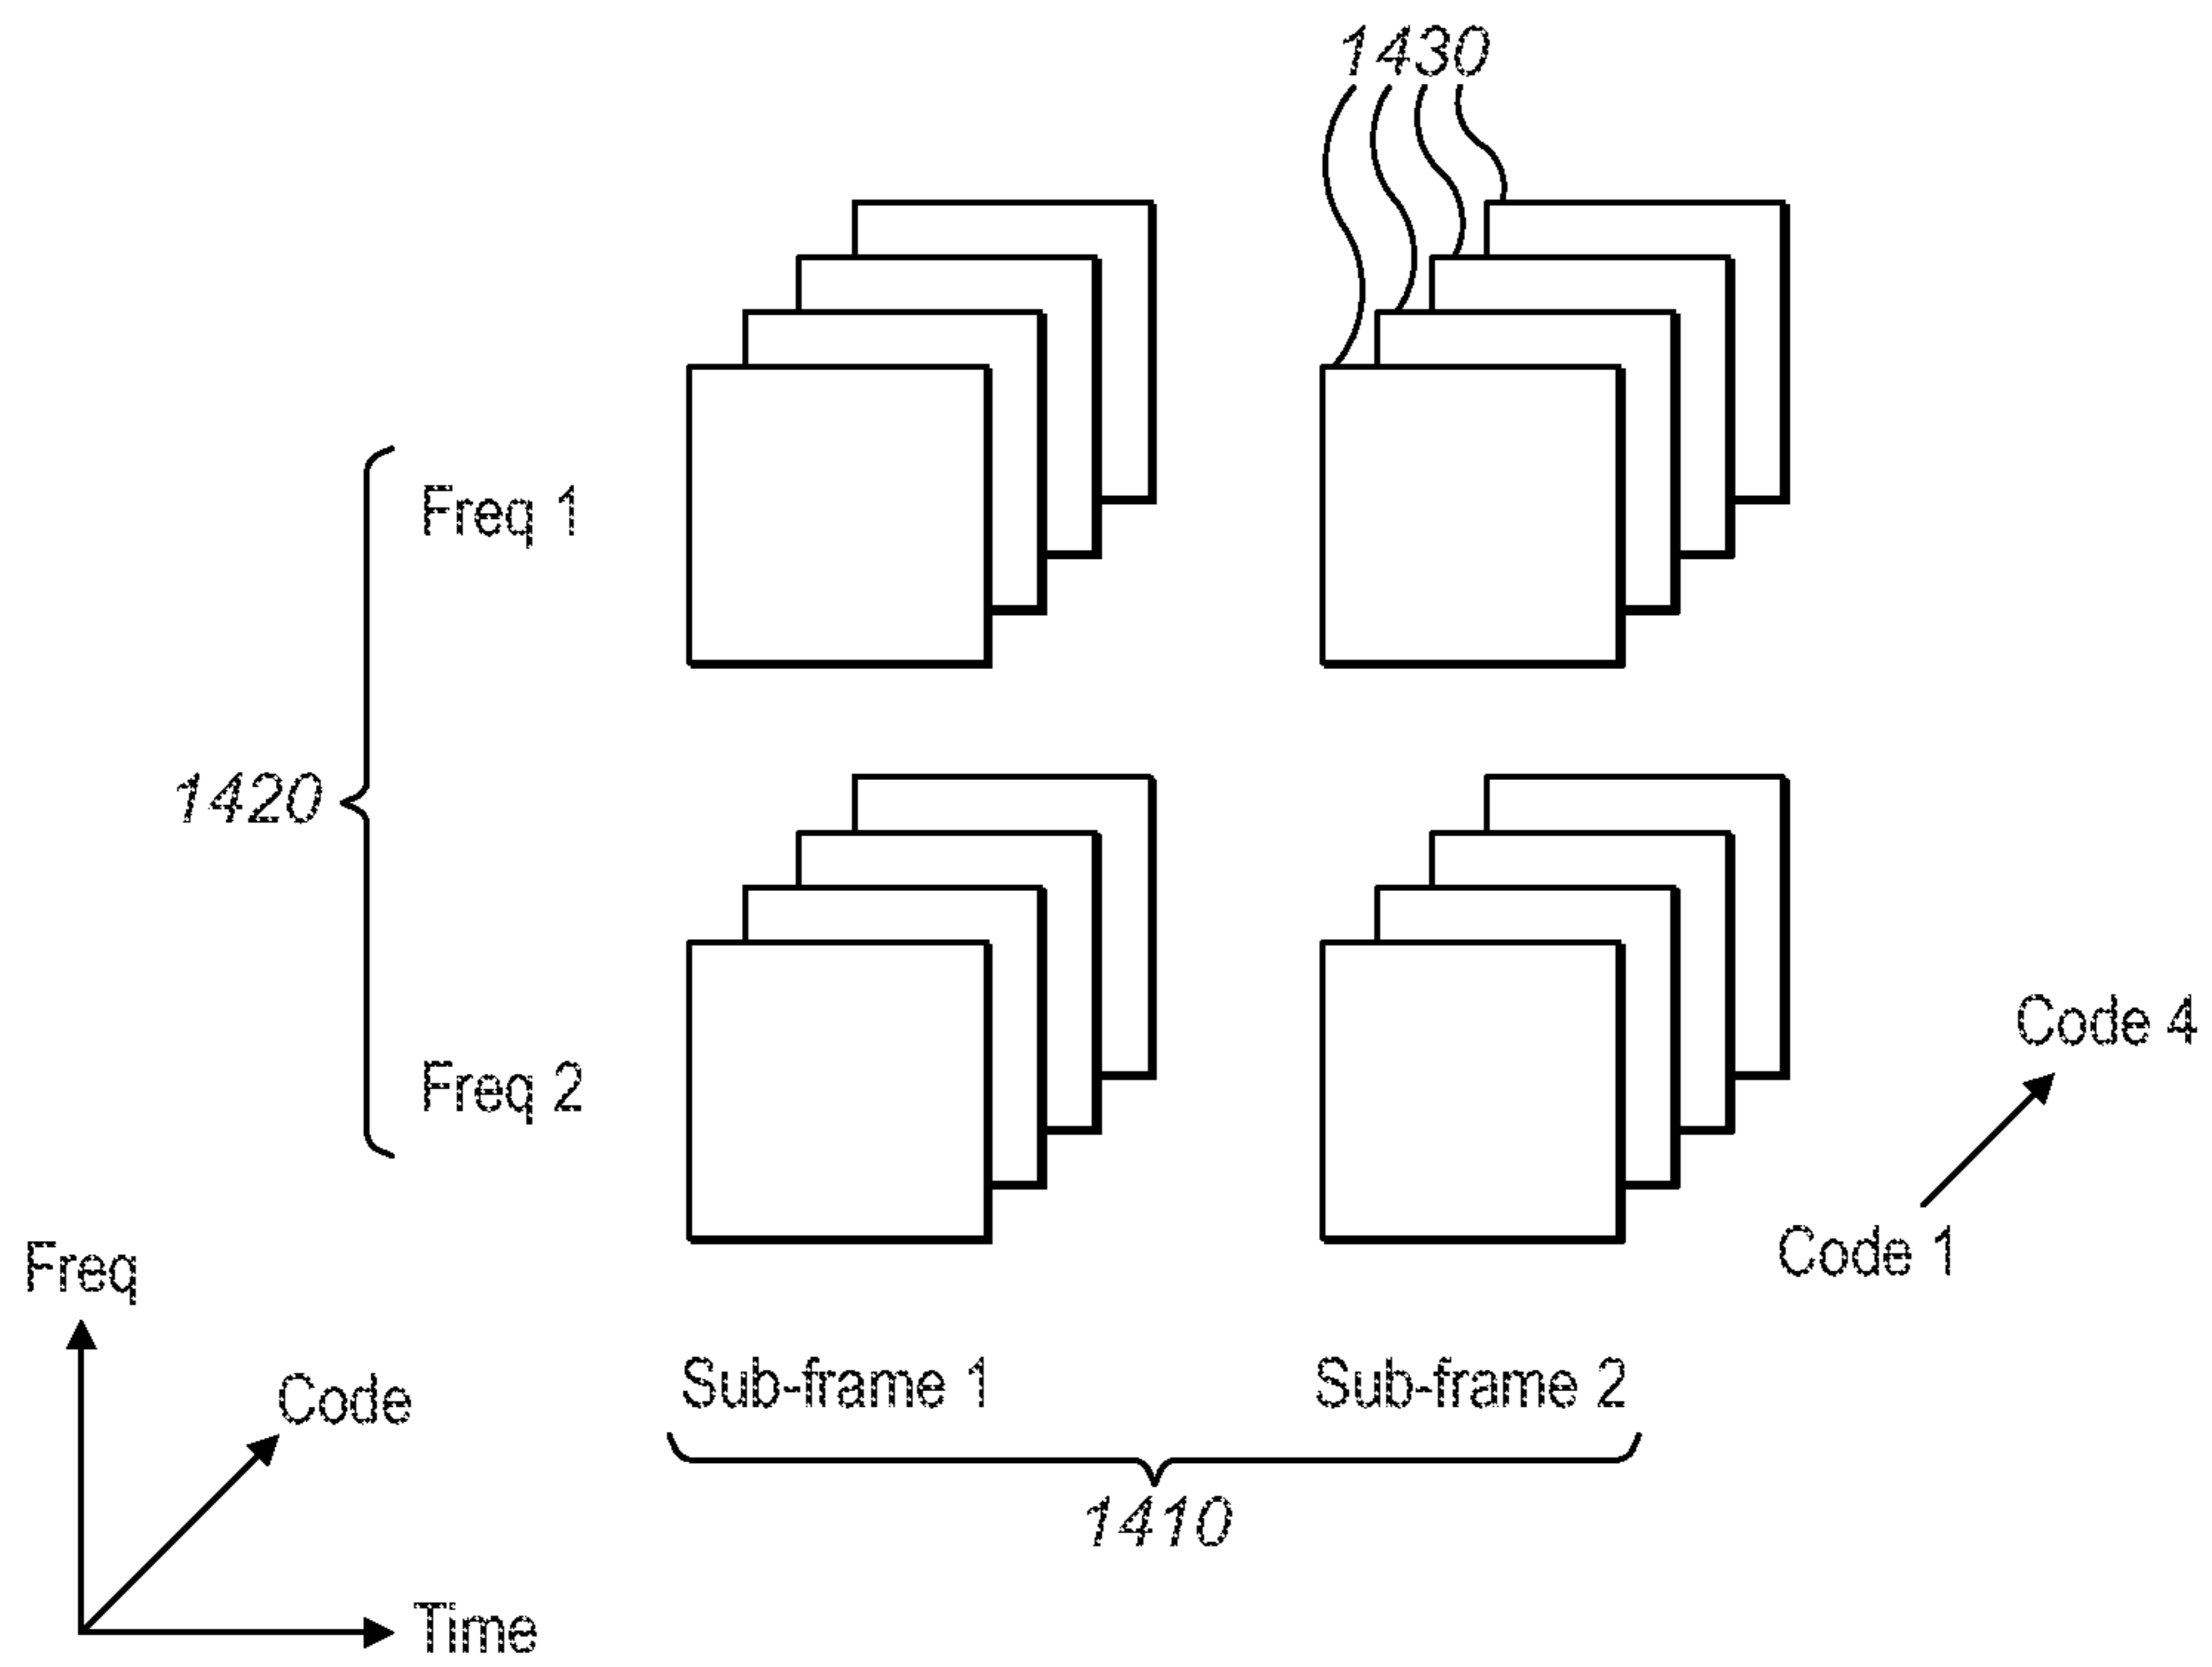 1430
Freq 1
1420
Freq 2
Code 4
Code 1
Freq
Code
Time
Sub-frame 1
Sub-frame 2
1410